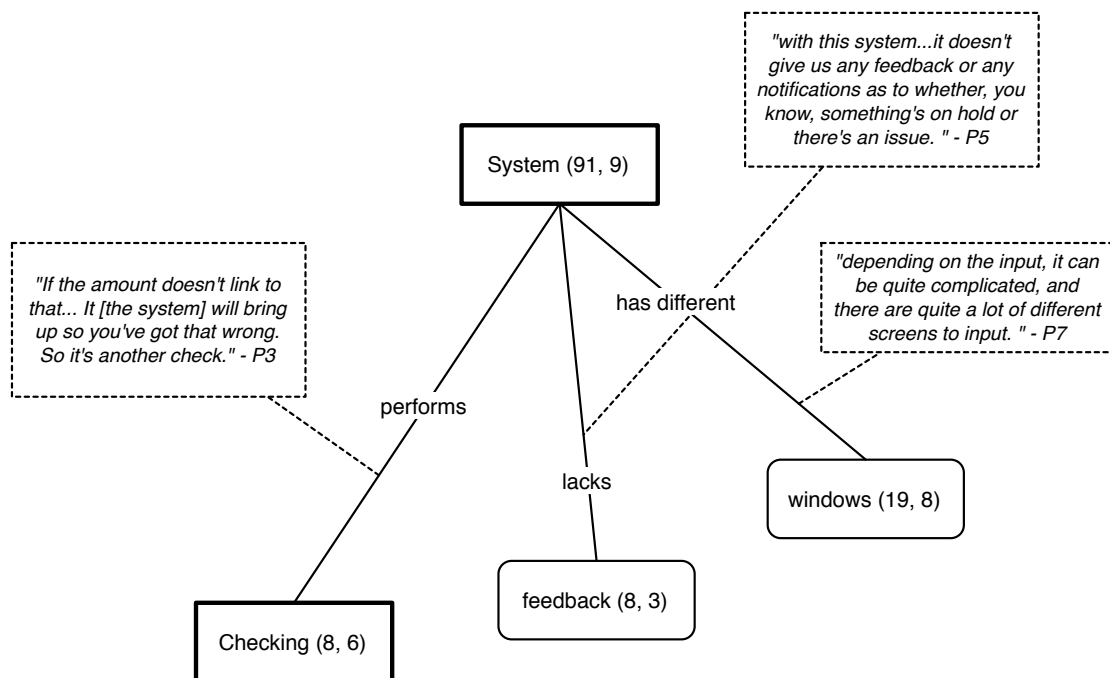 "with this system...it doesn't
give us any feedback or any
notifications as to whether, you
know, something's on hold or
there's an issue. " - P5
System (91, 9)
"If the amount doesn't link to
that... It [the system] will bring
up so you've got that wrong.
So it's another check." - P3
"depending on the input, it can
be quite complicated, and
there are quite a lot of different
screens to input. " - P7
has different
performs
lacks
windows (19, 8)
feedback (8, 3)
Checking (8, 6)